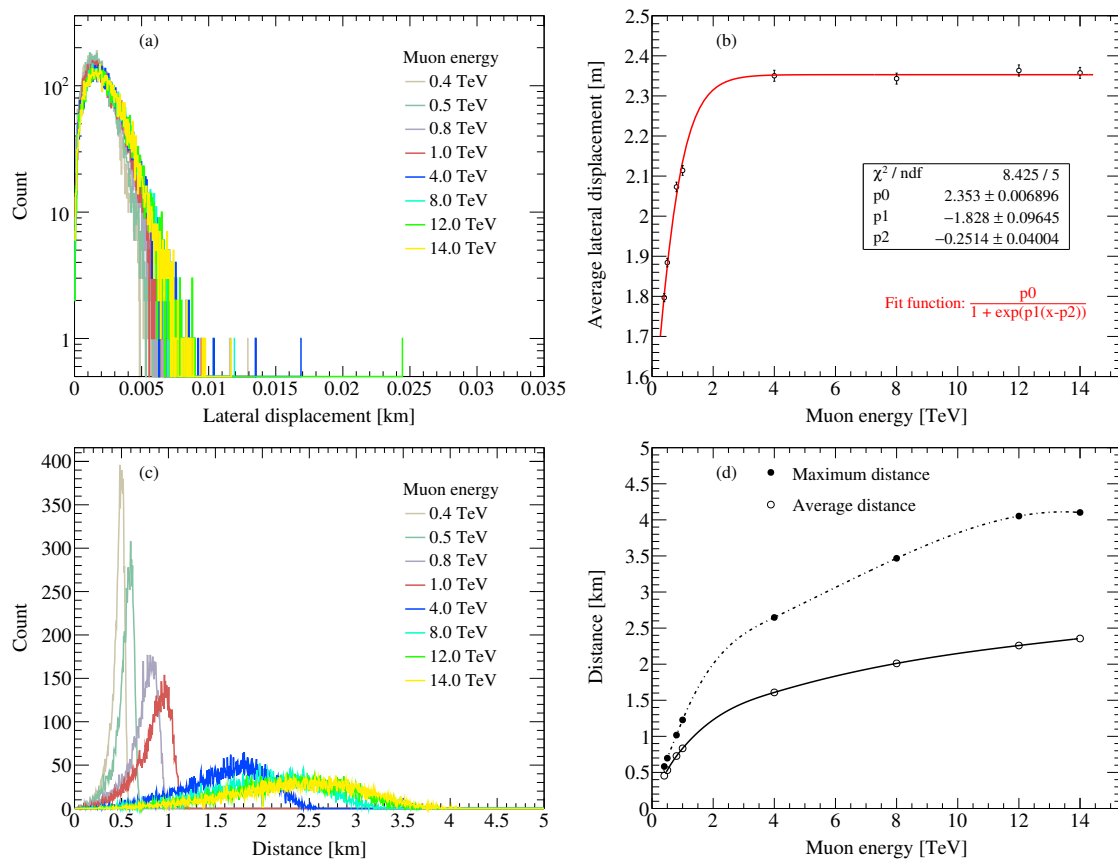 (a)
Muon energy
0.4 TeV
0.5 TeV
0.8 TeV
1.0 TeV
4.0 TeV
8.0 TeV
12.0 TeV
14.0 TeV
Count
10²
10
1
0 0.005 0.01 0.015 0.02 0.025 0.03 0.035
Lateral displacement [km]
(b)
Average lateral displacement [m]
2.5
2.4
2.3
2.2
2.1
2
1.9
1.8
1.7
1.6
χ² / ndf 8.425 / 5
p0 2.353 ± 0.006896
p1 −1.828 ± 0.09645
p2 −0.2514 ± 0.04004
Fit function: p0
1 + exp(p1(x-p2))
0 2 4 6 8 10 12 14
Muon energy [TeV]
(c)
Muon energy
0.4 TeV
0.5 TeV
0.8 TeV
1.0 TeV
4.0 TeV
8.0 TeV
12.0 TeV
14.0 TeV
Count
400
350
300
250
200
150
100
50
0
0 0.5 1 1.5 2 2.5 3 3.5 4 4.5 5
Distance [km]
(d)
Maximum distance
Average distance
Distance [km]
5
4.5
4
3.5
3
2.5
2
1.5
1
0.5
0
0 2 4 6 8 10 12 14
Muon energy [TeV]